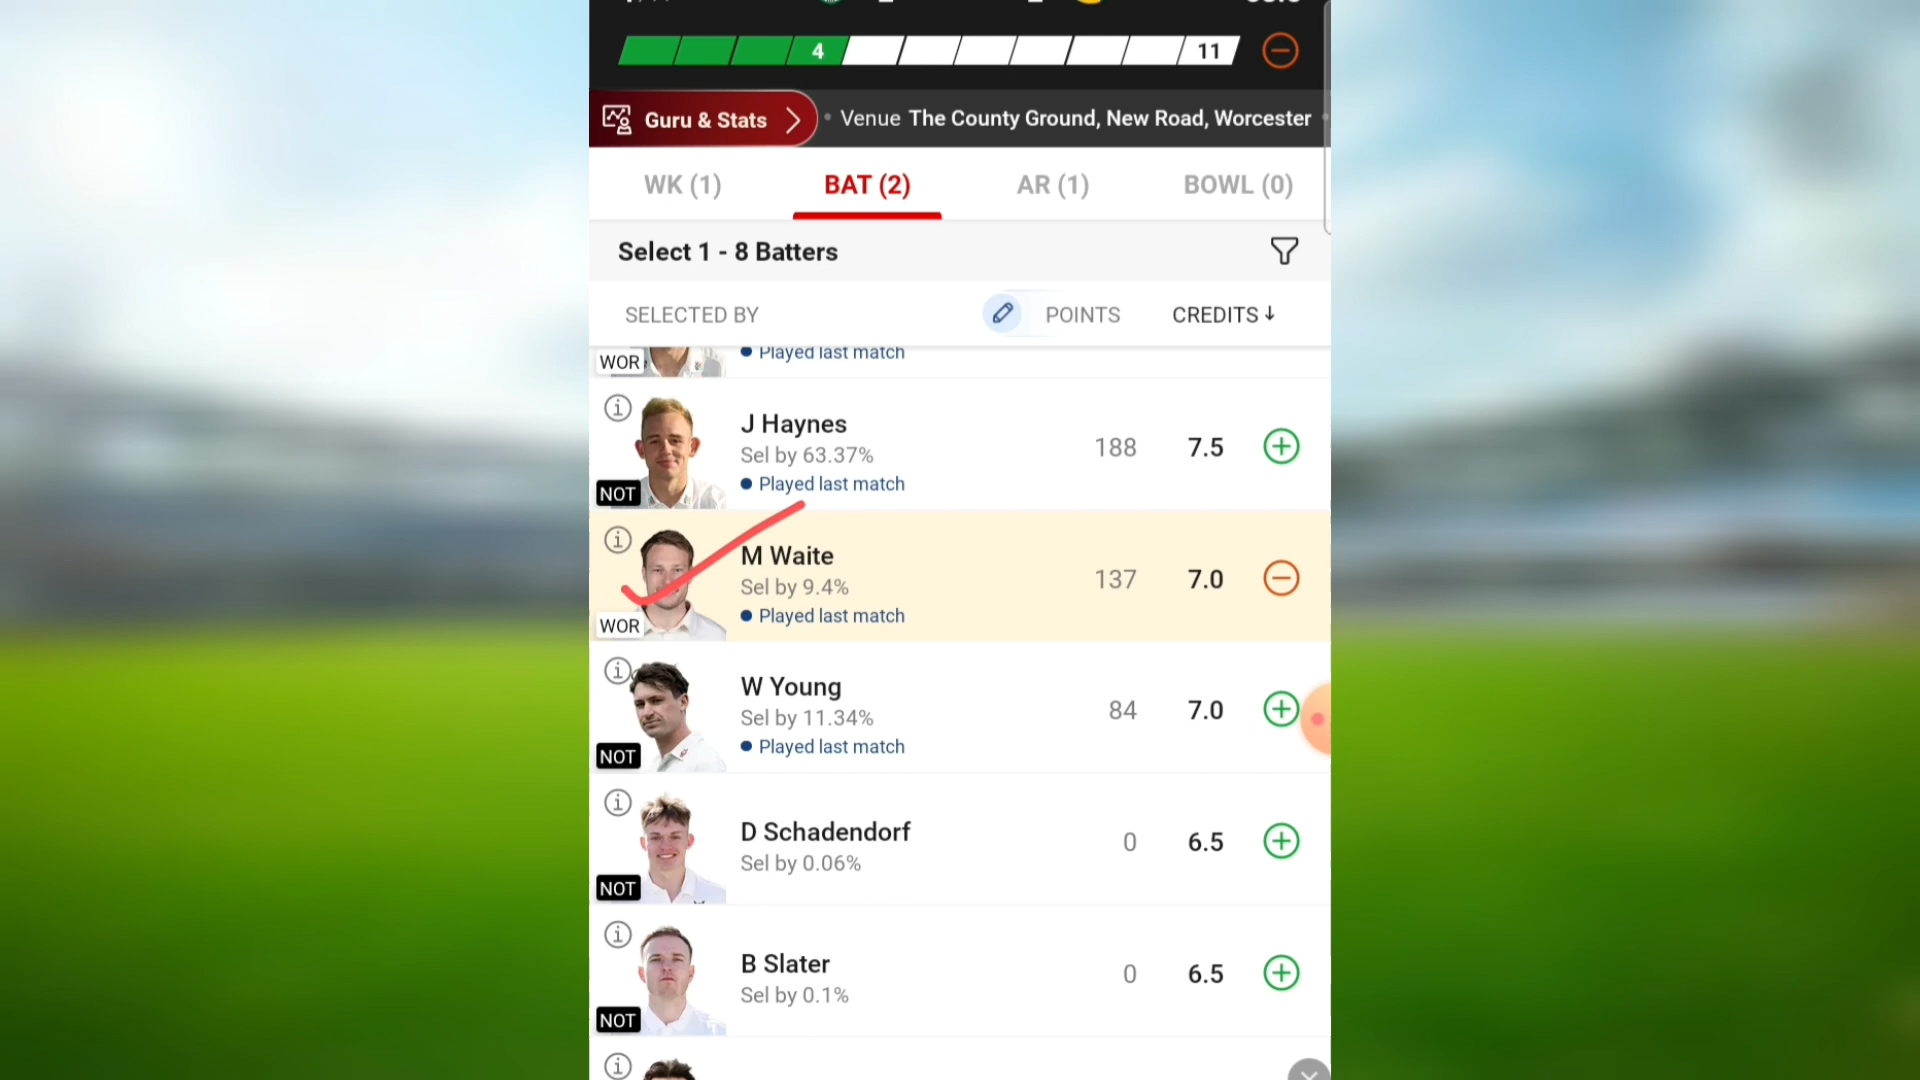 4
11
Guru & Stats
• Venue The County Ground, New Road, Worcester
WK (1)
BAT (2)
AR (1)
BOWL (0)
Select 1 - 8 Batters
SELECTED BY
POINTS
CREDITS ↓
WOR
Played last match
J Haynes
Sel by 63.37%
Played last match
NOT
188
7.5
M Waite
Sel by 9.4%
Played last match
WOR
137
7.0
W Young
Sel by 11.34%
Played last match
NOT
84
7.0
D Schadendorf
Sel by 0.06%
NOT
0
6.5
B Slater
Sel by 0.1%
NOT
0
6.5